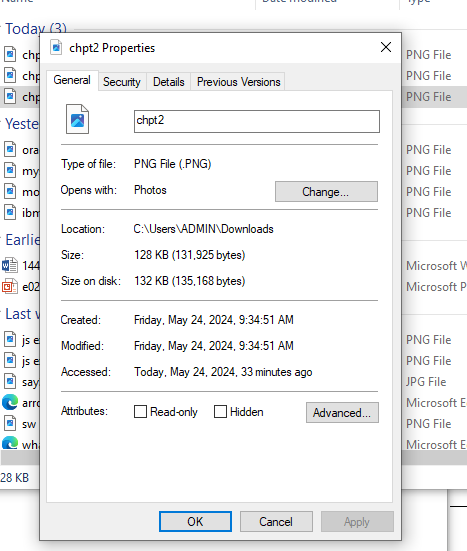 Name Date modified Type
Today (3)
chpt2 Properties
General Security Details Previous Versions
chpt2
Type of file: PNG File (.PNG)
Opens with: Photos Change...
Location: C:\Users\ADMIN\Downloads
Size: 128 KB (131,925 bytes)
Size on disk: 132 KB (135,168 bytes)
Created: Friday, May 24, 2024, 9:34:51 AM
Modified: Friday, May 24, 2024, 9:34:51 AM
Accessed: Today, May 24, 2024, 33 minutes ago
Attributes: Read-only Hidden Advanced...
OK Cancel Apply
chp PNG File
chp PNG File
chp PNG File
Yeste
ora PNG File
my PNG File
mo PNG File
ibm PNG File
Earlie
144 Microsoft W
e02 Microsoft P
Last w
js e PNG File
js e PNG File
say JPG File
arro Microsoft E
sw PNG File
wha Microsoft E
28 KB